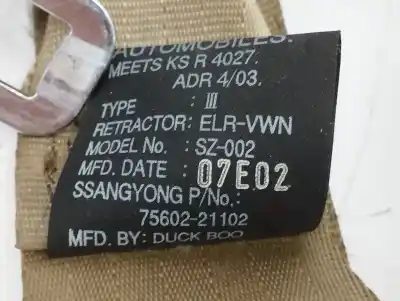 AUTOMOBILES.
MEETS KS R 4027.
ADR 4/03.
TYPE : III
RETRACTOR: ELR-VWN
MODEL No. : SZ-002
MFD. DATE : 07E02
SSANGYONG P/No.:
75602-21102
MFD. BY: DUCK BOO